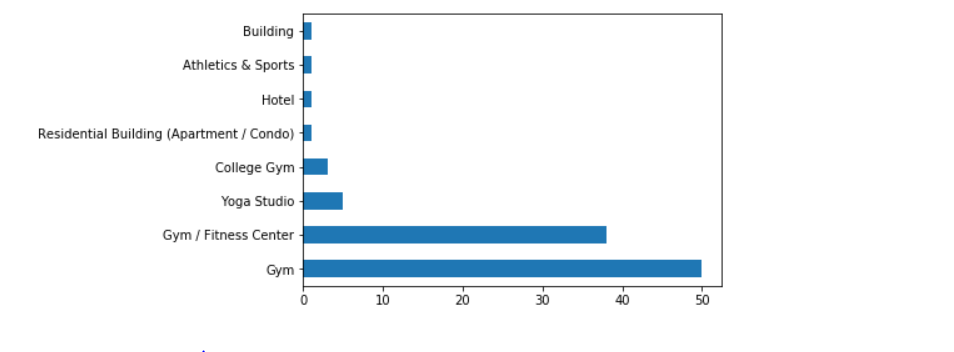 Building
Athletics & Sports
Hotel
Residential Building (Apartment / Condo)
College Gym
Yoga Studio
Gym / Fitness Center
Gym
0 10 20 30 40 50